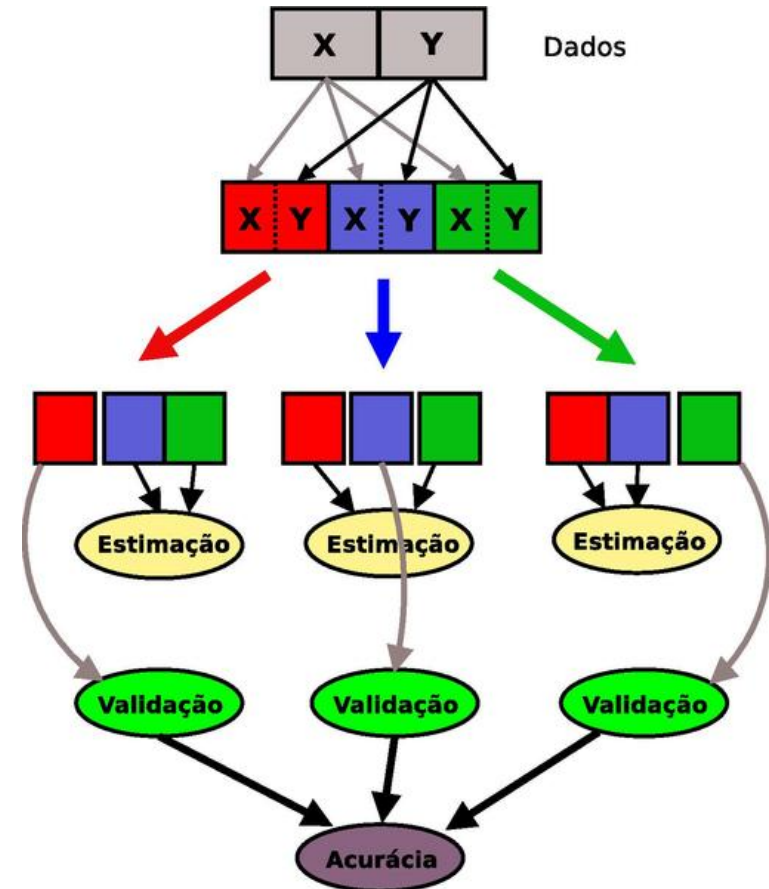 X Y Dados
X Y X Y X Y
Estimação Estimação Estimação
Validação Validação Validação
Acurácia